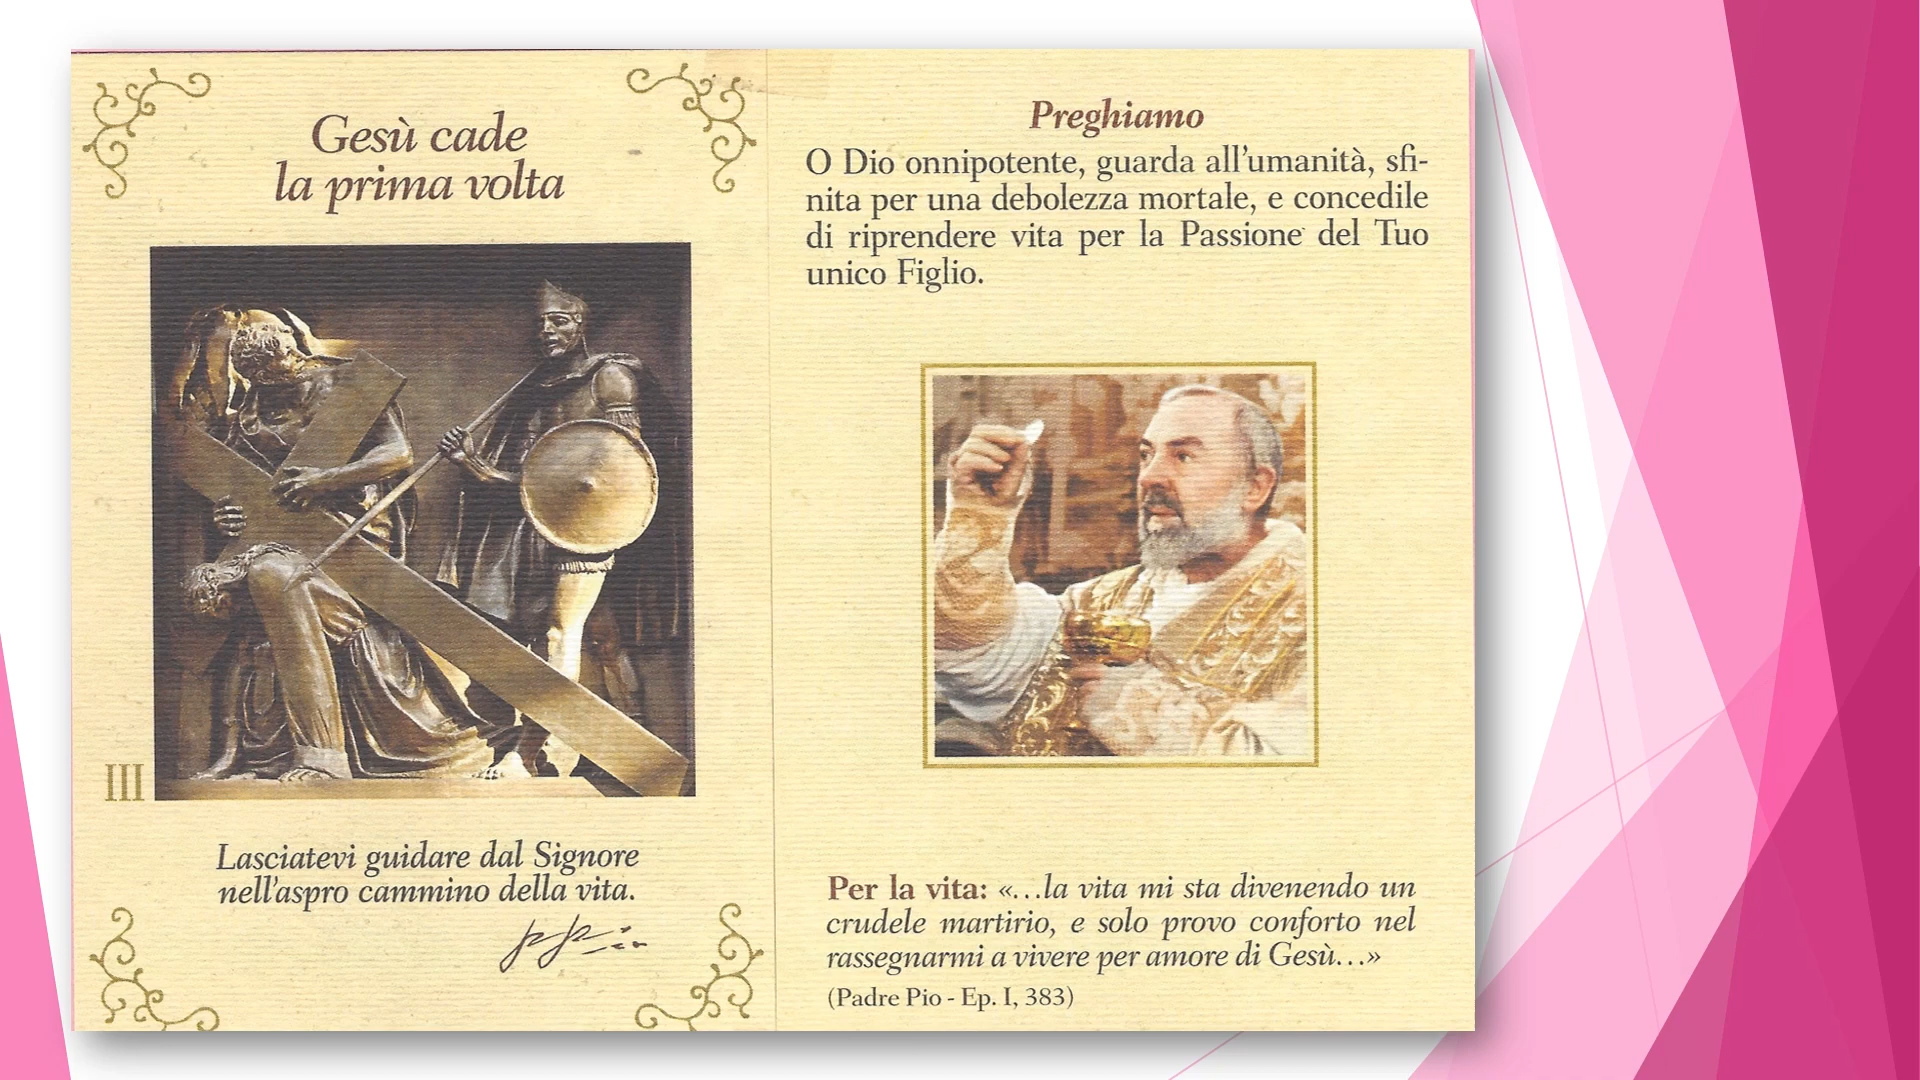 Gesù cade
la prima volta
III
Lasciatevi guidare dal Signore
nell'aspro cammino della vita.
Preghiamo
O Dio onnipotente, guarda all'umanità, sfi-
nita per una debolezza mortale, e concedile
di riprendere vita per la Passione del Tuo
unico Figlio.
Per la vita: «…la vita mi sta divenendo un
crudele martirio, e solo provo conforto nel
rassegnarmi a vivere per amore di Gesù…»
(Padre Pio - Ep. I, 383)